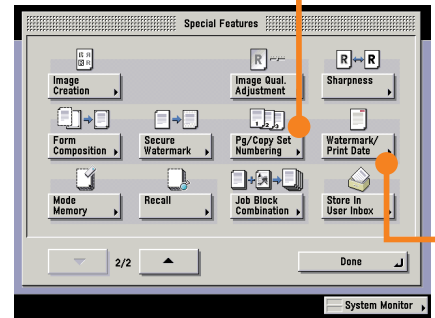 Special Features
Image
Creation
Image Qual.
Adjustment
Sharpness
Form
Composition
Secure
Watermark
Pg/Copy Set
Numbering
Watermark/
Print Date
Mode
Memory
Recall
Job Block
Combination
Store In
User Inbox
2/2
Done
System Monitor